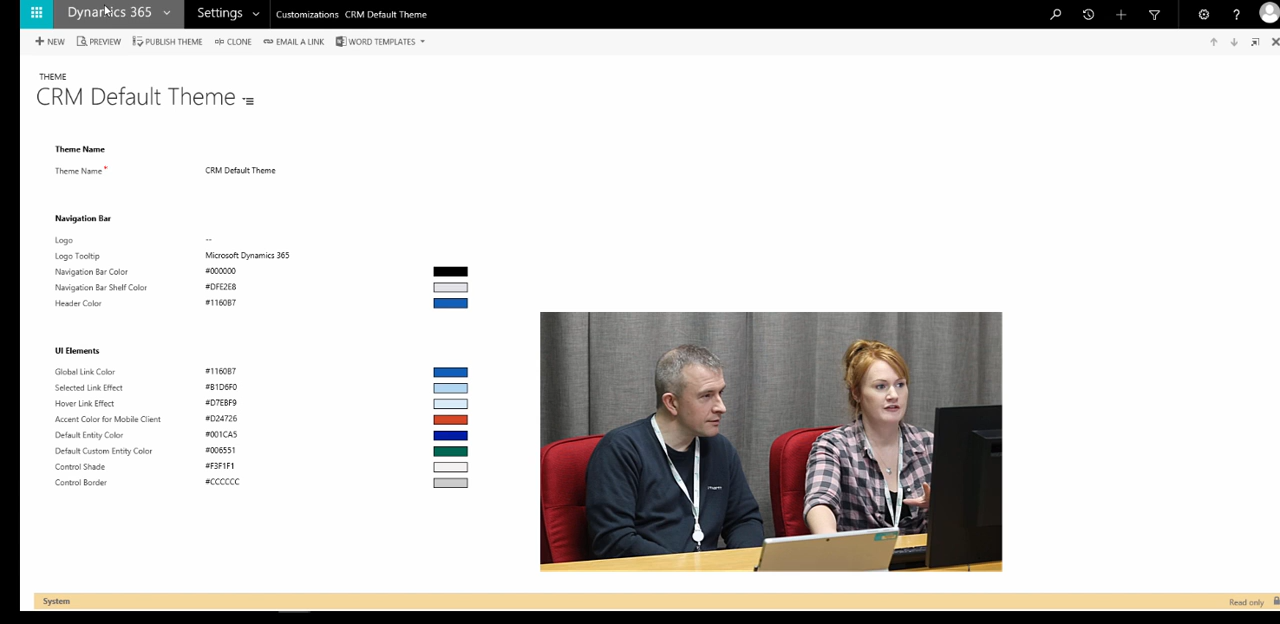 Dynamics 365 Settings Customizations CRM Default Theme ?
NEW PREVIEW PUBLISH THEME CLONE EMAIL A LINK WORD TEMPLATES
THEME
CRM Default Theme
Theme Name
Theme Name * CRM Default Theme
Navigation Bar
Logo --
Logo Tooltip Microsoft Dynamics 365
Navigation Bar Color #000000
Navigation Bar Shelf Color #DFE2E8
Header Color #1160B7
UI Elements
Global Link Color #1160B7
Selected Link Effect #B1D6F0
Hover Link Effect #D7EBF9
Accent Color for Mobile Client #D24726
Default Entity Color #001CA5
Default Custom Entity Color #006551
Control Shade #F3F1F1
Control Border #CCCCCC
System Read only